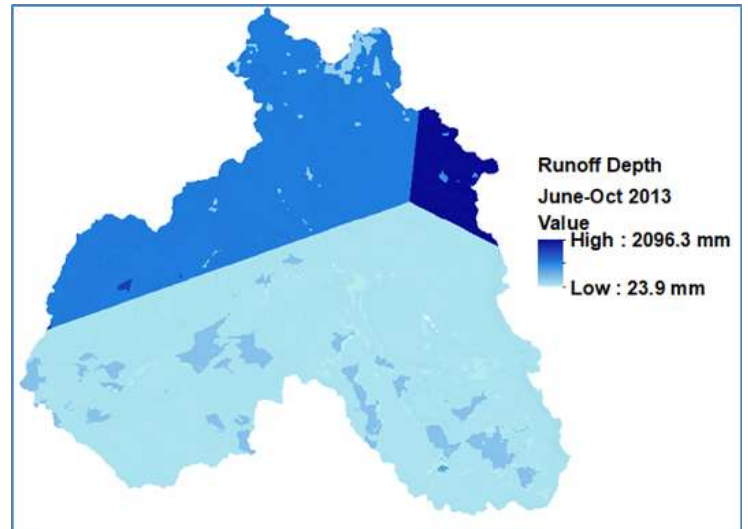 Runoff Depth
June-Oct 2013
Value
High : 2096.3 mm
Low : 23.9 mm